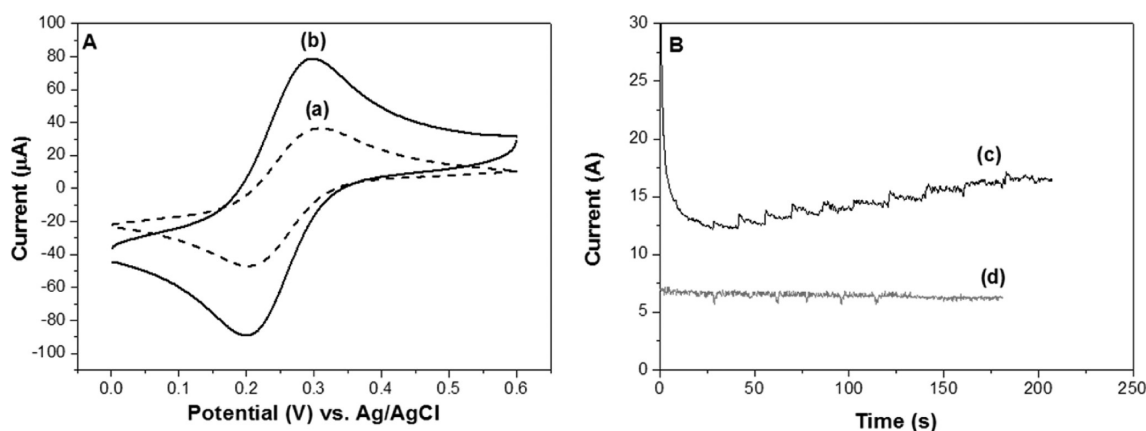 A
(b)
(a)
100
80
60
40
20
0
-20
-40
-60
-80
-100
Current (µA)
0.0 0.1 0.2 0.3 0.4 0.5 0.6
Potential (V) vs. Ag/AgCl
B
(c)
(d)
30
25
20
15
10
5
0
Current (A)
0 50 100 150 200 250
Time (s)